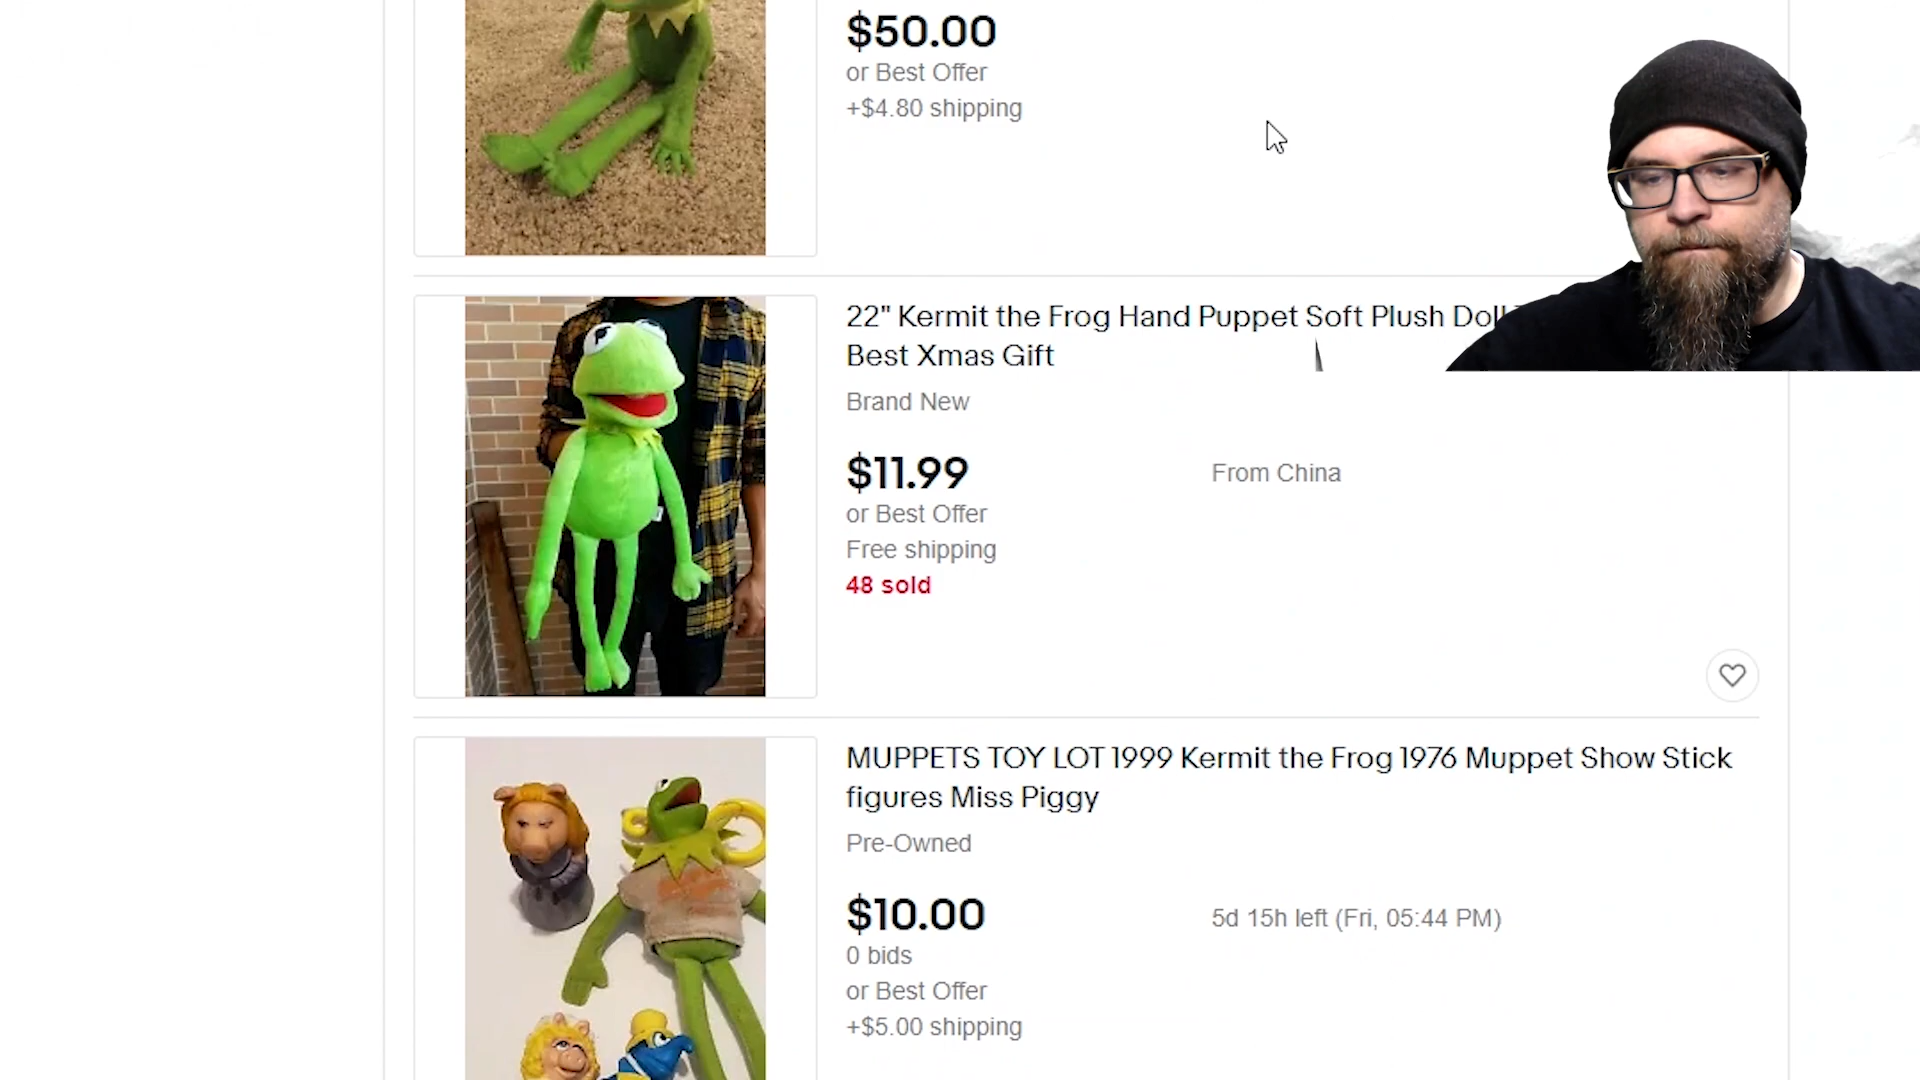 $50.00
or Best Offer
+$4.80 shipping
22" Kermit the Frog Hand Puppet Soft Plush Doll
Best Xmas Gift
Brand New
$11.99
From China
or Best Offer
Free shipping
48 sold
MUPPETS TOY LOT 1999 Kermit the Frog 1976 Muppet Show Stick
figures Miss Piggy
Pre-Owned
$10.00
5d 15h left (Fri, 05:44 PM)
0 bids
or Best Offer
+$5.00 shipping